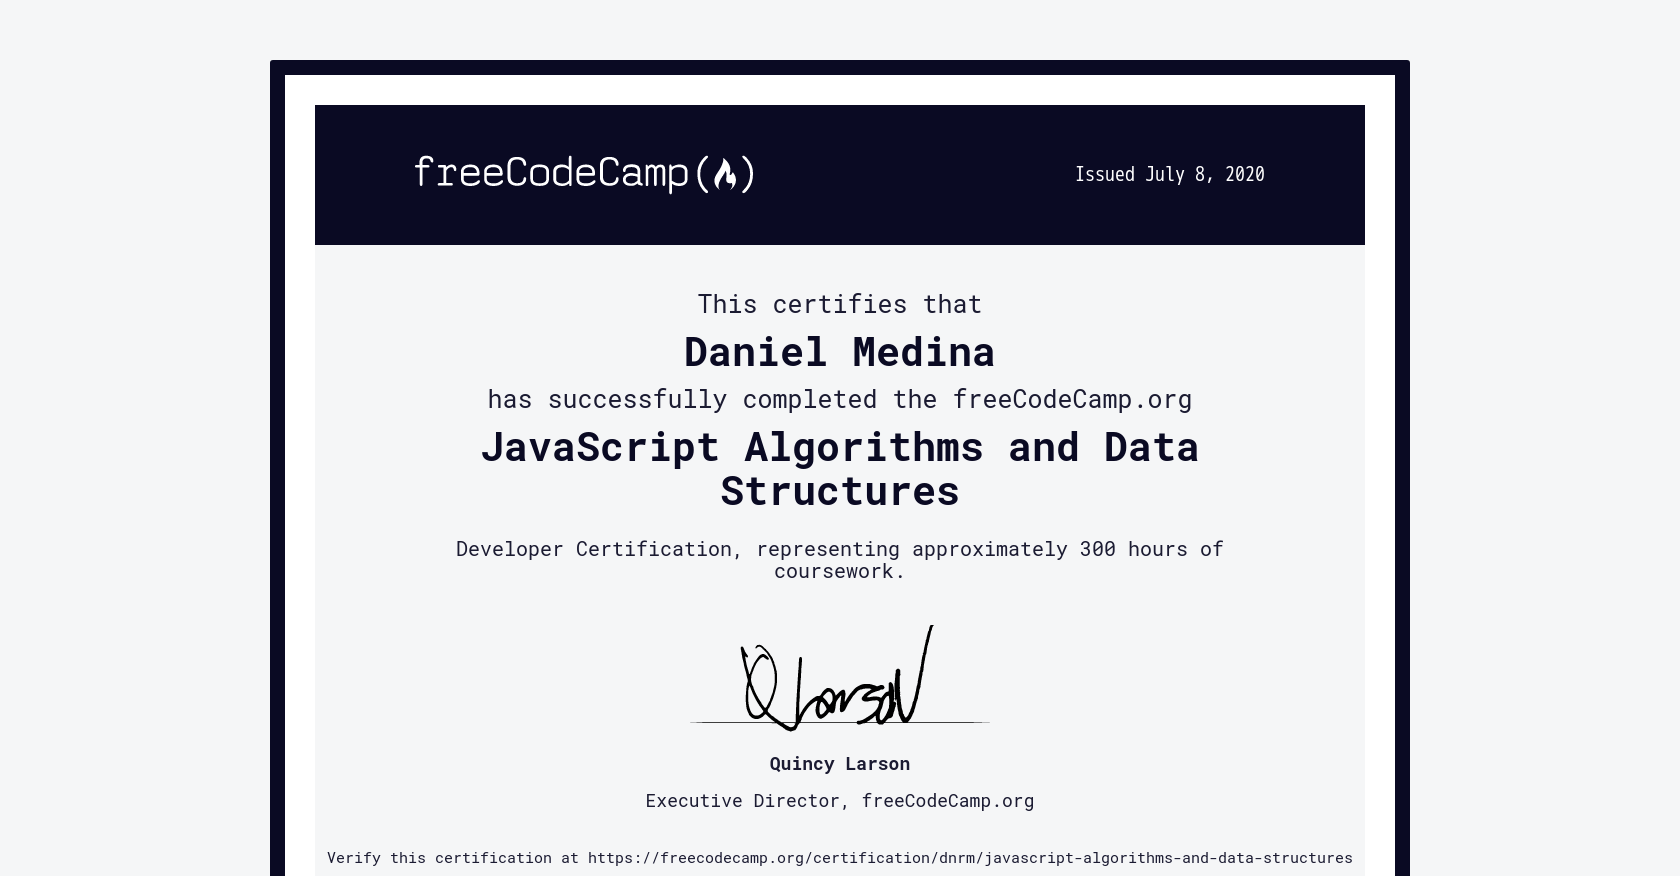 freeCodeCamp
Issued July 8, 2020
This certifies that
Daniel Medina
has successfully completed the freeCodeCamp.org
JavaScript Algorithms and Data
Structures
Developer Certification, representing approximately 300 hours of
coursework.
Quincy Larson
Executive Director, freeCodeCamp.org
Verify this certification at https://freecodecamp.org/certification/dnrm/javascript-algorithms-and-data-structures